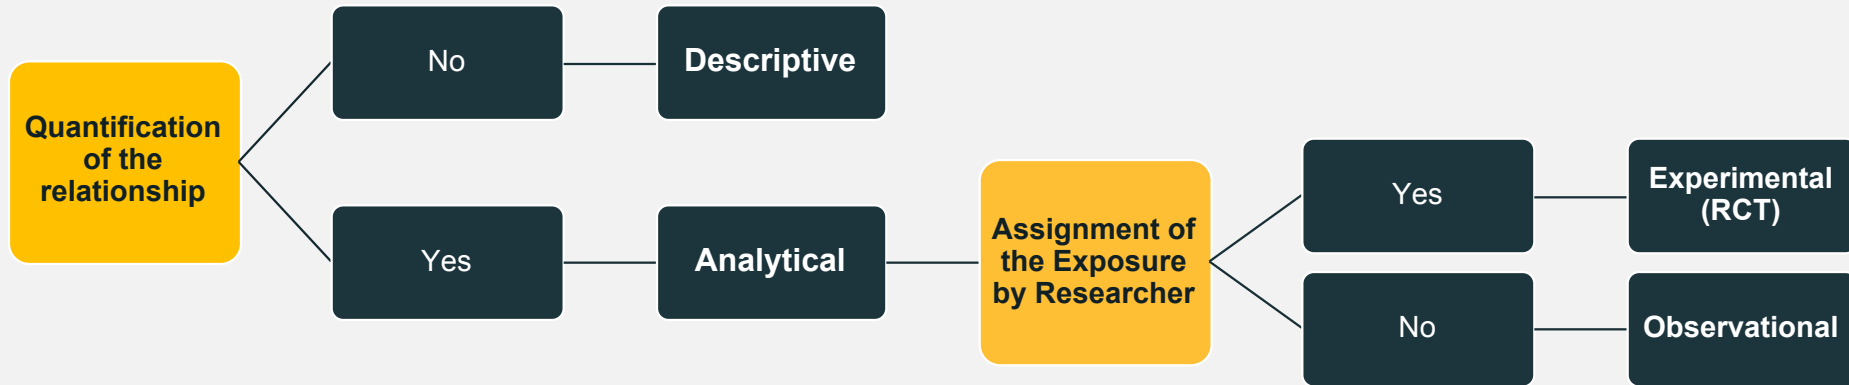 Quantification
of the
relationship
No
Descriptive
Yes
Analytical
Assignment of
the Exposure
by Researcher
Yes
Experimental
(RCT)
No
Observational